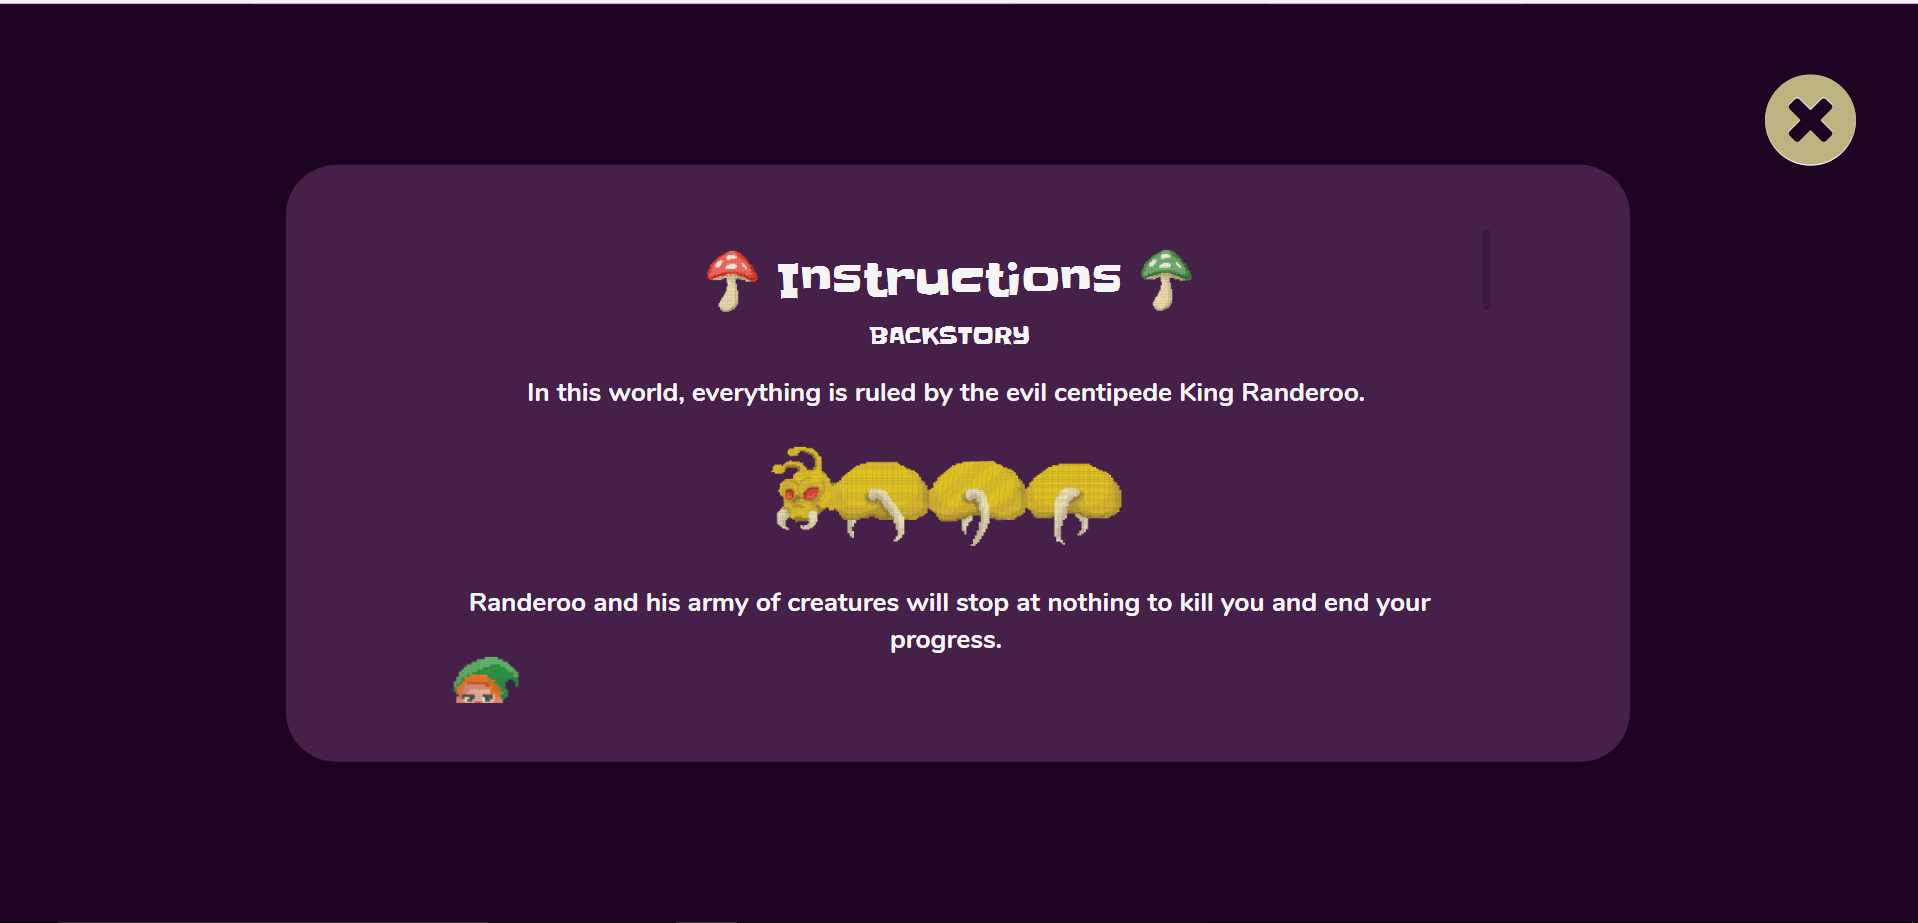 Instructions
BACKSTORY
In this world, everything is ruled by the evil centipede King Randeroo.
Randeroo and his army of creatures will stop at nothing to kill you and end your
progress.